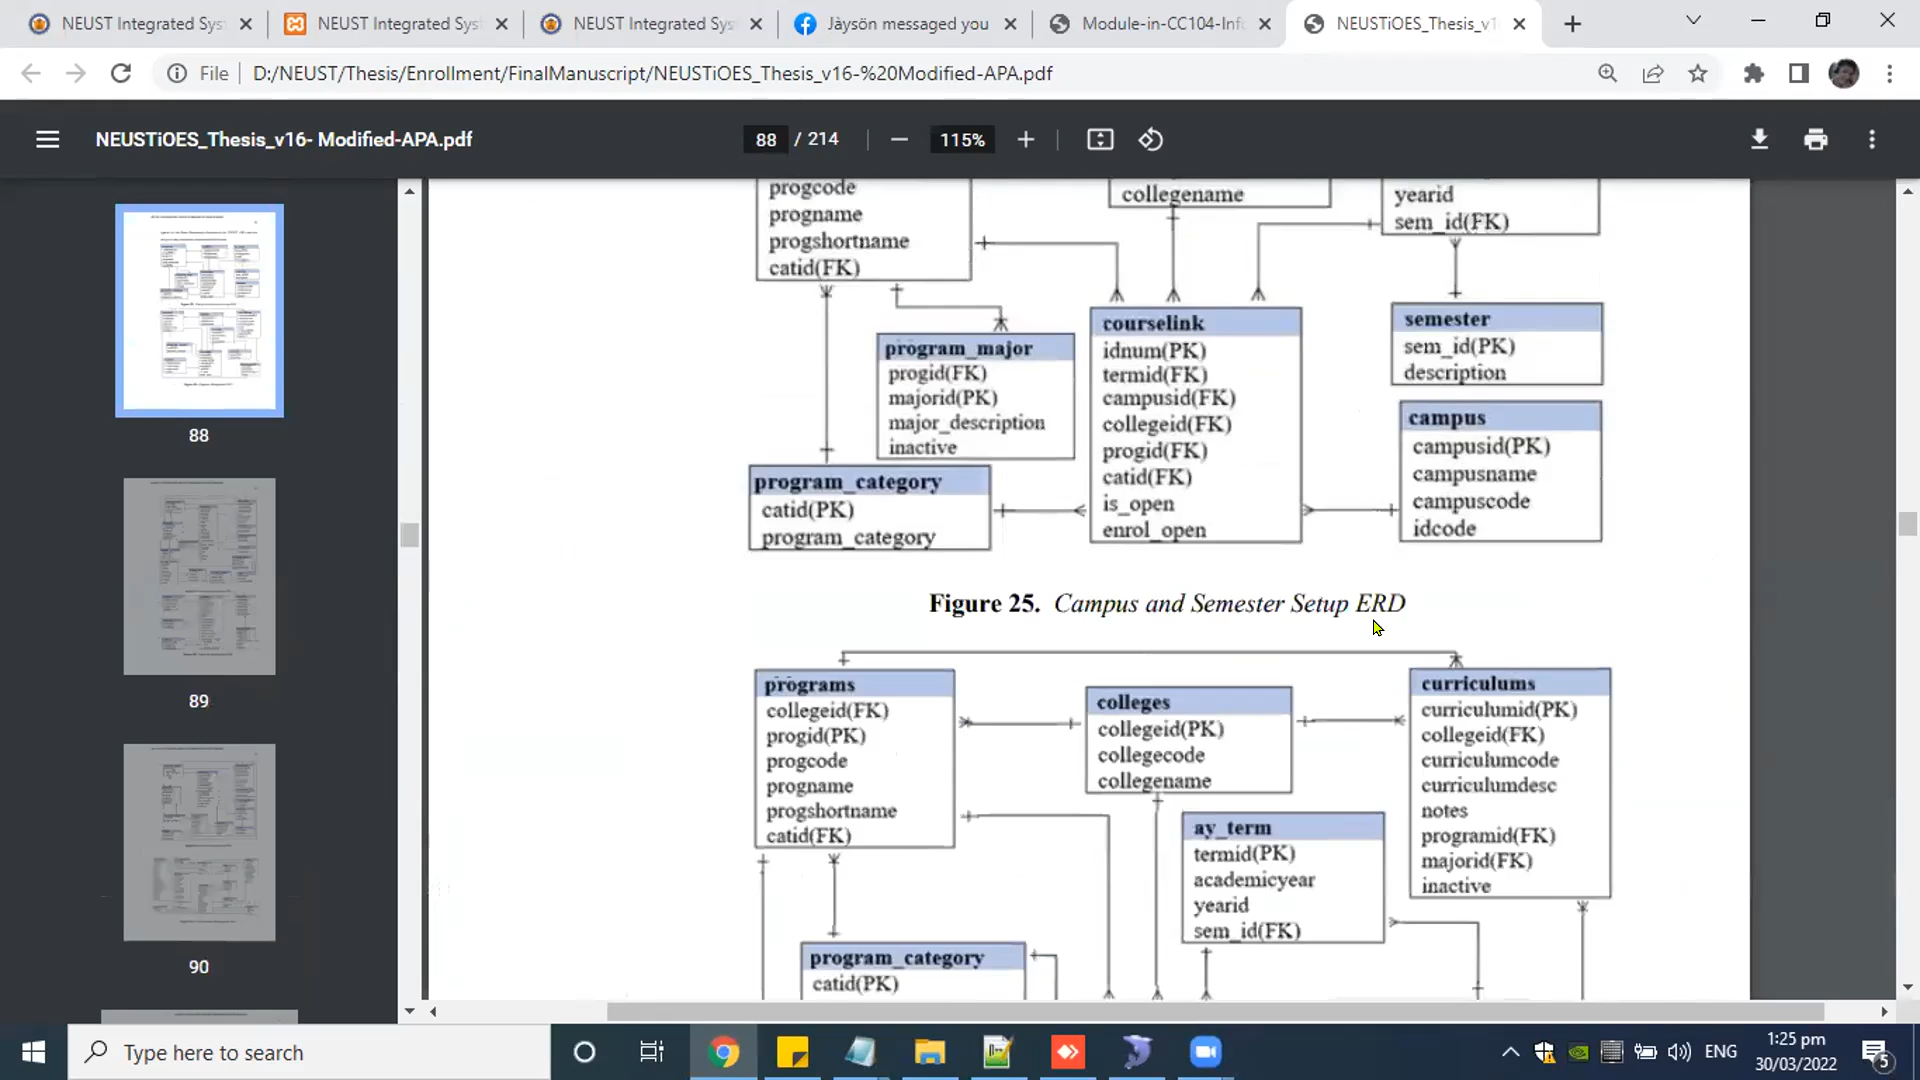 NEUST Integrated Sys
NEUST Integrated Sys
NEUST Integrated Sys
Jàysön messaged you
Module-in-CC104-Info
NEUSTiOES_Thesis_v1
File
D:/NEUST/Thesis/Enrollment/FinalManuscript/NEUSTiOES_Thesis_v16-%20Modified-APA.pdf
NEUSTiOES_Thesis_v16- Modified-APA.pdf
88 / 214
115%
88
89
90
progcode
progname
progshortname
catid(FK)
collegename
yearid
sem_id(FK)
program_major
progid(FK)
majorid(PK)
major_description
inactive
courselink
idnum(PK)
termid(FK)
campusid(FK)
collegeid(FK)
progid(FK)
catid(FK)
is_open
enrol_open
semester
sem_id(PK)
description
campus
campusid(PK)
campusname
campuscode
idcode
program_category
catid(PK)
program_category
Figure 25. Campus and Semester Setup ERD
programs
collegeid(FK)
progid(PK)
progcode
progname
progshortname
catid(FK)
colleges
collegeid(PK)
collegecode
collegename
curriculums
curriculumid(PK)
collegeid(FK)
curriculumcode
curriculumdesc
notes
programid(FK)
majorid(FK)
inactive
ay_term
termid(PK)
academicyear
yearid
sem_id(FK)
program_category
catid(PK)
Type here to search
ENG
1:25 pm
30/03/2022
5